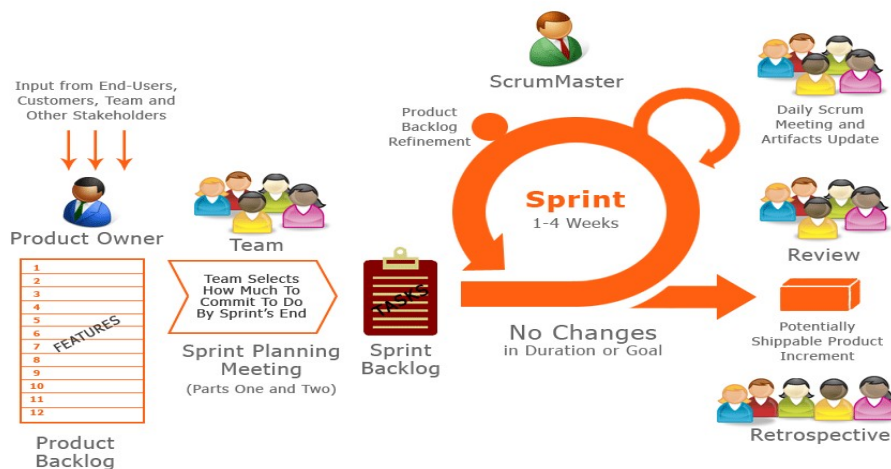 Input from End-Users,
Customers, Team and
Other Stakeholders
Product Owner
1
2
3
4
5
6
7
8
9
10
11
12
FEATURES
Product
Backlog
Team
Team Selects
How Much To
Commit To Do
By Sprint's End
Sprint Planning
Meeting
(Parts One and Two)
TASKS
Sprint
Backlog
ScrumMaster
Product
Backlog
Refinement
Sprint
1-4 Weeks
No Changes
in Duration or Goal
Daily Scrum
Meeting and
Artifacts Update
Review
Potentially
Shippable Product
Increment
Retrospective